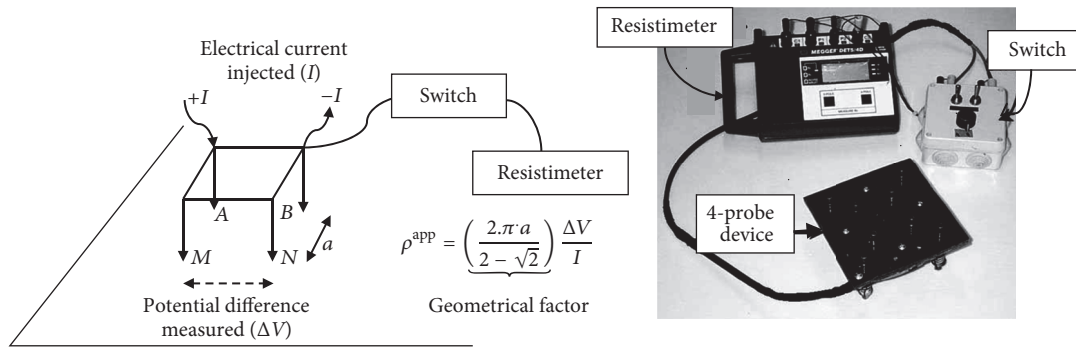 Electrical current
injected (I)
+I
−I
Switch
Resistimeter
A
B
M
N
a
ρ^app = (2.π·a / 2 − √2) ΔV / I
Potential difference
measured (ΔV)
Geometrical factor
Resistimeter
Switch
MEGGER DET5/4D
4-probe
device